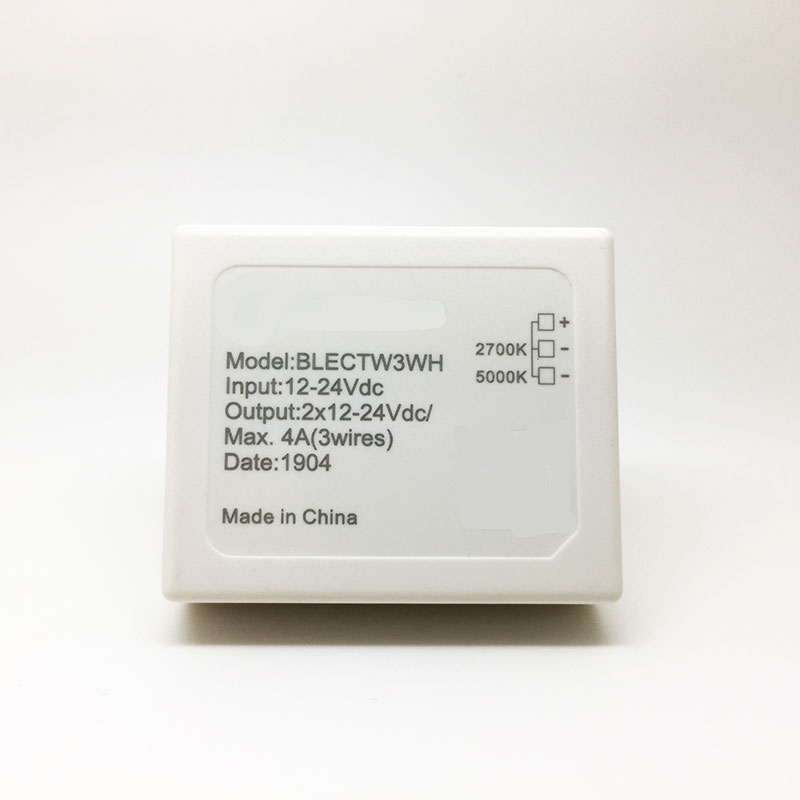 Model:BLECTW3WH
Input:12-24Vdc
Output:2x12-24Vdc/
Max. 4A(3wires)
Date:1904
Made in China
+
2700K -
5000K -